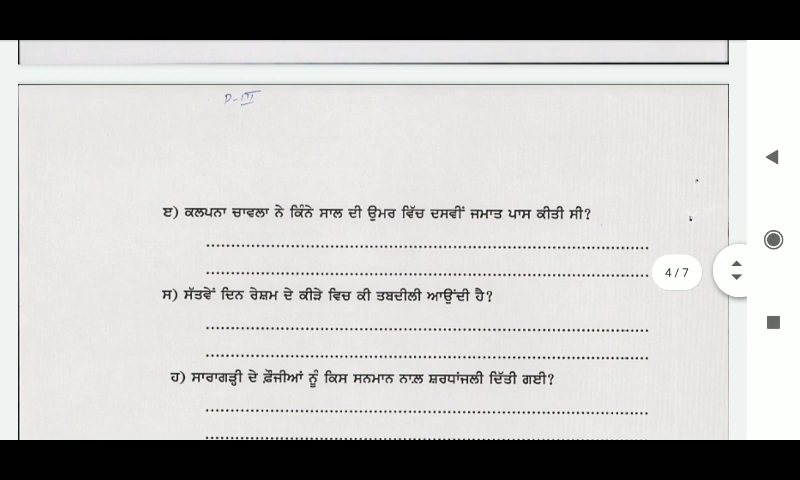 P-III
ੲ) ਕਲਪਨਾ ਚਾਵਲਾ ਨੇ ਕਿੰਨੇ ਸਾਲ ਦੀ ਉਮਰ ਵਿੱਚ ਦਸਵੀਂ ਜਮਾਤ ਪਾਸ ਕੀਤੀ ਸੀ?
4/7
ਸ) ਸੱਤਵੇਂ ਦਿਨ ਰੇਸ਼ਮ ਦੇ ਕੀੜੇ ਵਿਚ ਕੀ ਤਬਦੀਲੀ ਆਉਂਦੀ ਹੈ?
ਹ) ਸਾਰਾਗੜ੍ਹੀ ਦੇ ਫ਼ੌਜੀਆਂ ਨੂੰ ਕਿਸ ਸਨਮਾਨ ਨਾਲ਼ ਸ਼ਰਧਾਂਜਲੀ ਦਿੱਤੀ ਗਈ?